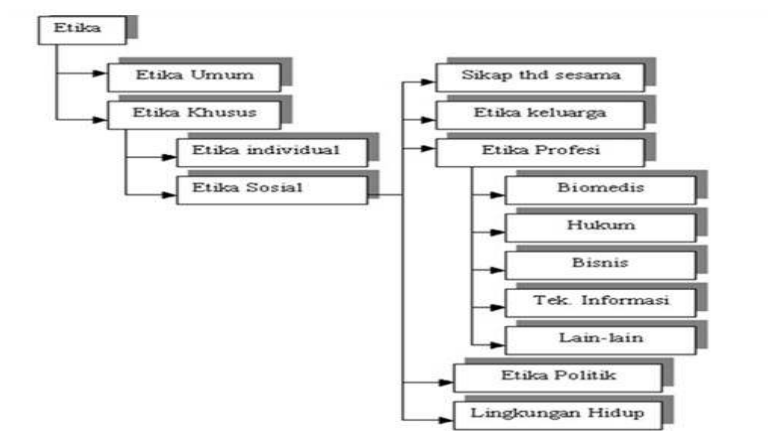 Etika
Etika Umum
Etika Khusus
Etika individual
Etika Sosial
Sikap thd sesama
Etika keluarga
Etika Profesi
Biomedis
Hukum
Bisnis
Tek. Informasi
Lain-lain
Etika Politik
Lingkungan Hidup